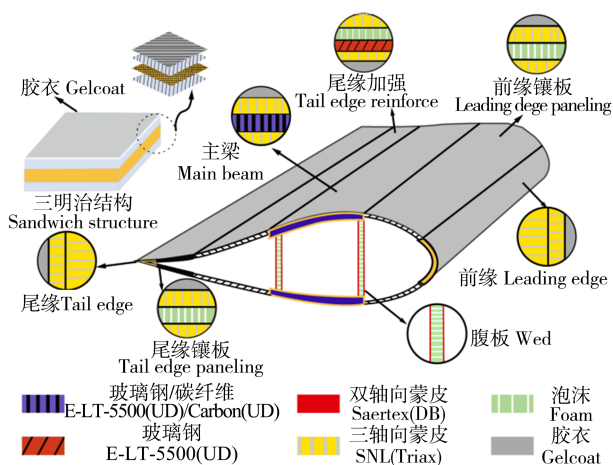 胶衣 Gelcoat
尾缘加强
Tail edge reinforce
前缘镶板
Leading dege paneling
主梁
Main beam
三明治结构
Sandwich structure
尾缘Tail edge
前缘 Leading edge
尾缘镶板
Tail edge paneling
腹板 Wed
玻璃钢/碳纤维
E-LT-5500(UD)/Carbon(UD)
双轴向蒙皮
Saertex(DB)
泡沫
Foam
玻璃钢
E-LT-5500(UD)
三轴向蒙皮
SNL(Triax)
胶衣
Gelcoat